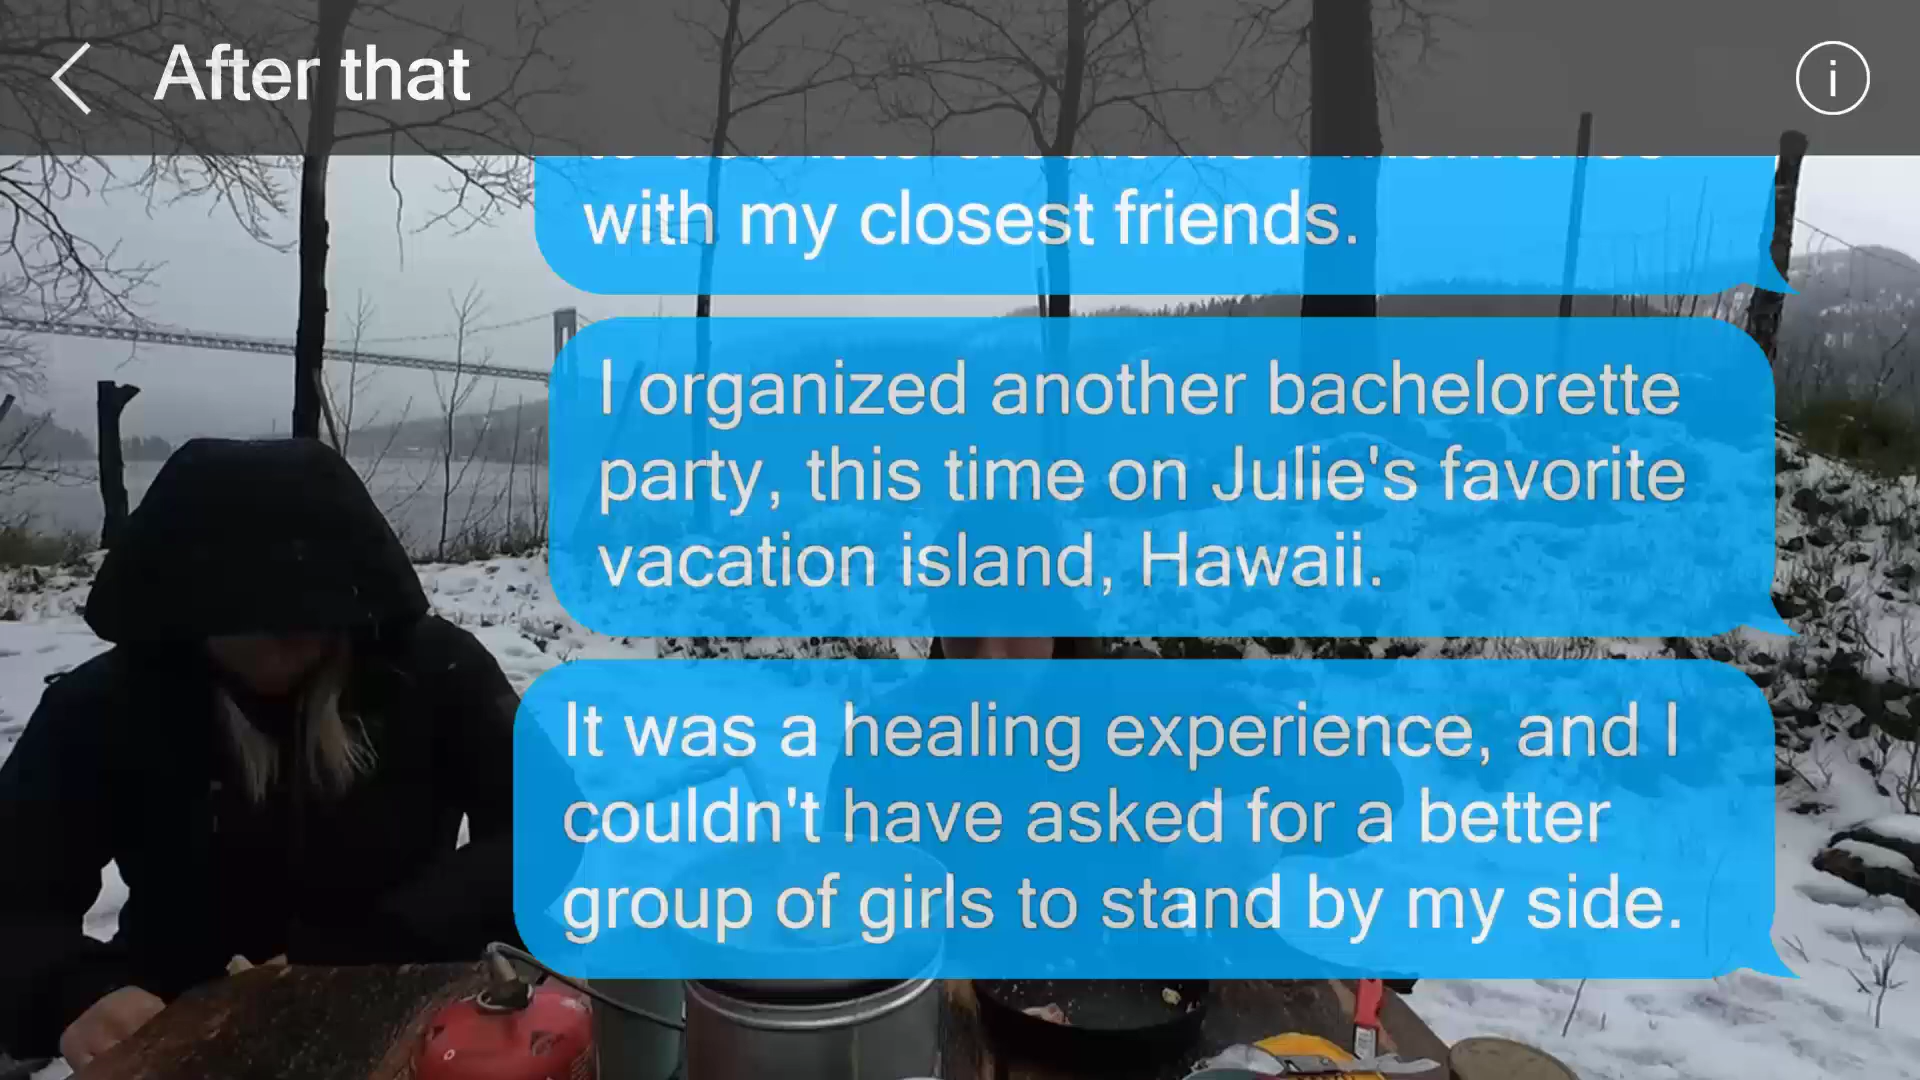 After that
with my closest friends.
I organized another bachelorette
party, this time on Julie's favorite
vacation island, Hawaii.
It was a healing experience, and I
couldn't have asked for a better
group of girls to stand by my side.